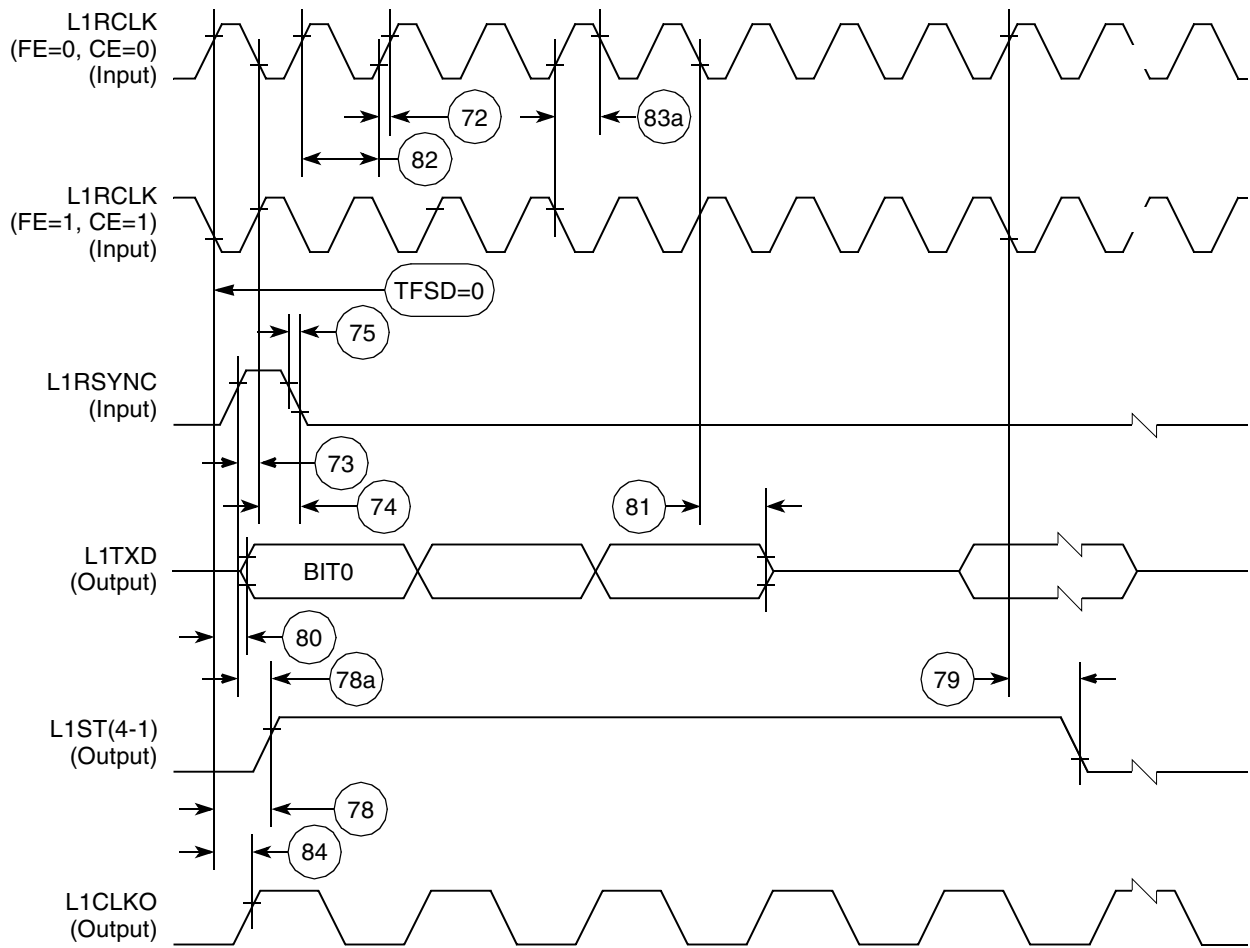 L1RCLK
(FE=0, CE=0)
(Input)
72
83a
82
L1RCLK
(FE=1, CE=1)
(Input)
TFSD=0
75
L1RSYNC
(Input)
73
74
81
L1TXD
(Output)
BIT0
80
78a
79
L1ST(4-1)
(Output)
78
84
L1CLKO
(Output)